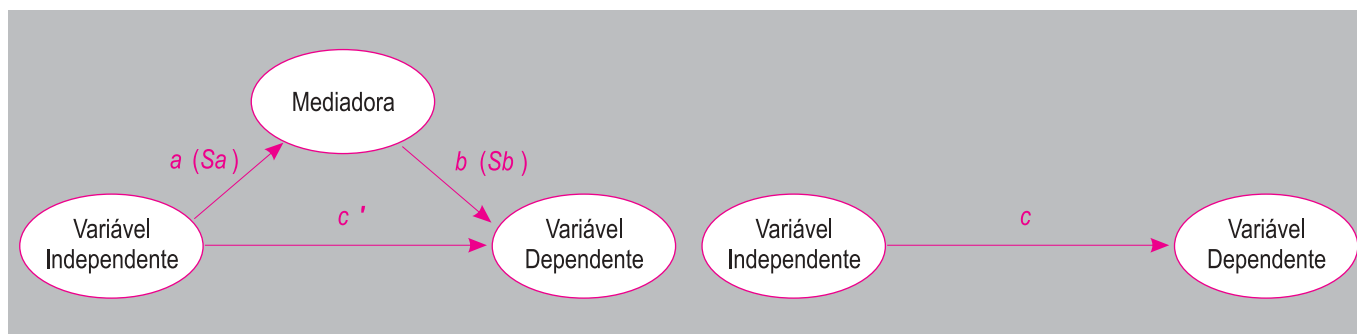 Mediadora
a (Sa)
b (Sb)
Variável
Independente
c '
Variável
Dependente
Variável
Independente
c
Variável
Dependente